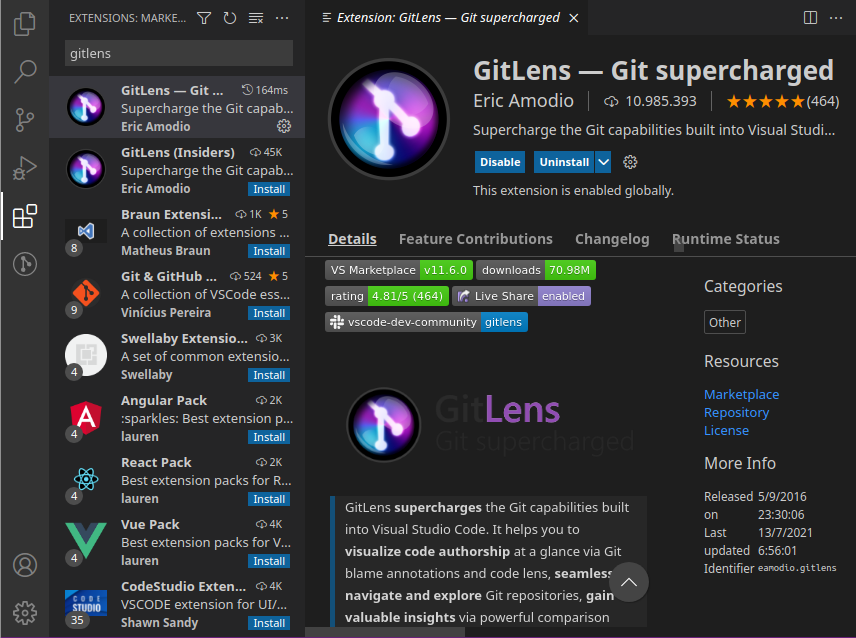 EXTENSIONS: MARKE...
gitlens
GitLens — Git ... 164ms
Supercharge the Git capab...
Eric Amodio
GitLens (Insiders) 45K
Supercharge the Git capab...
Eric Amodio Install
Braun Extensi... 1K ★ 5
A collection of extensions ...
8
Matheus Braun Install
Git & GitHub ... 524 ★ 5
A collection of VSCode ess...
9
Vinícius Pereira Install
Swellaby Extensio... 3K
A set of common extensio...
4
Swellaby Install
Angular Pack 2K
:sparkles: Best extension p...
4
lauren Install
React Pack 2K
Best extension packs for R...
4
lauren Install
Vue Pack 4K
Best extension packs for V...
4
lauren Install
CodeStudio Exten... 4K
VSCODE extension for UI/...
CODE
STUDIO
35
Shawn Sandy Install
Extension: GitLens — Git supercharged
GitLens — Git supercharged
Eric Amodio 10.985.393 ★★★★★(464)
Supercharge the Git capabilities built into Visual Studi...
Disable Uninstall
This extension is enabled globally.
Details Feature Contributions Changelog Runtime Status
VS Marketplace v11.6.0 downloads 70.98M
rating 4.81/5 (464) Live Share enabled
vscode-dev-community gitlens
GitLens
Git supercharged
GitLens supercharges the Git capabilities built
into Visual Studio Code. It helps you to
visualize code authorship at a glance via Git
blame annotations and code lens, seamless
navigate and explore Git repositories, gain
valuable insights via powerful comparison
Categories
Other
Resources
Marketplace
Repository
License
More Info
Released 5/9/2016
on 23:30:06
Last 13/7/2021
updated 6:56:01
Identifier eamodio.gitlens